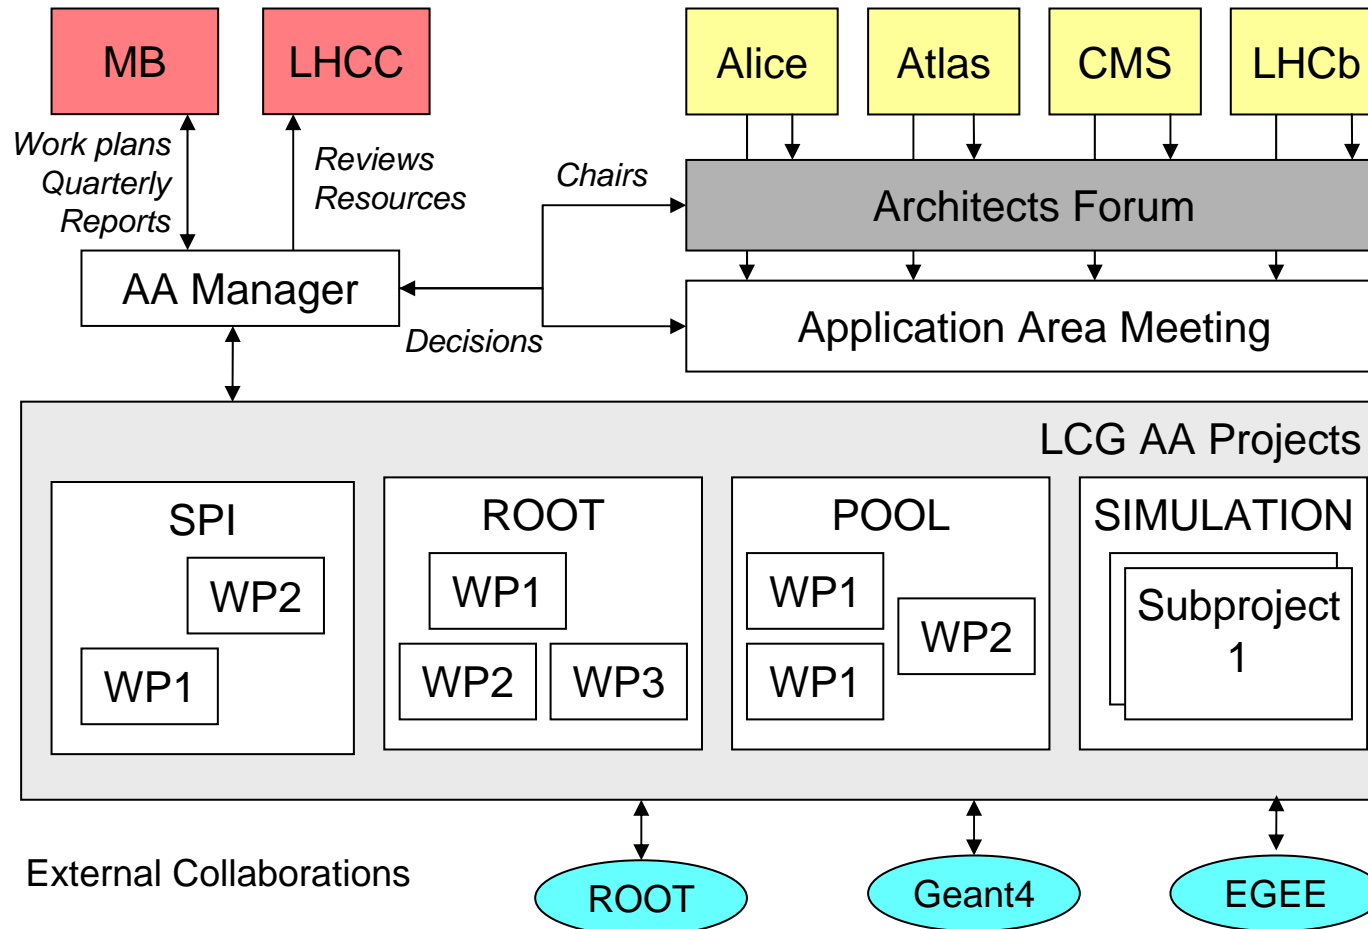 MB
LHCC
Alice
Atlas
CMS
LHCb
Work plans
Quarterly
Reports
Reviews
Resources
Chairs
Architects Forum
AA Manager
Decisions
Application Area Meeting
LCG AA Projects
SPI
WP2
WP1
ROOT
WP1
WP2
WP3
POOL
WP1
WP2
WP1
SIMULATION
Subproject
1
External Collaborations
ROOT
Geant4
EGEE